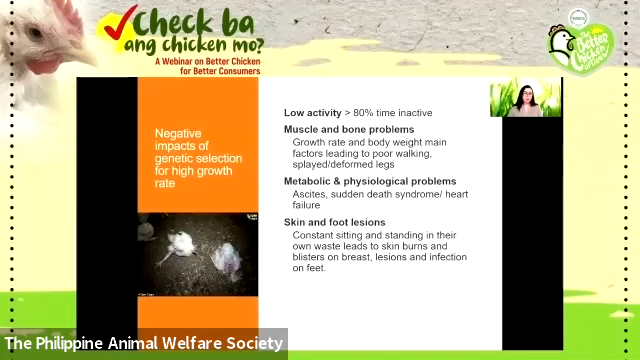 Check ba
ang chicken mo?
A Webinar on Better Chicken
for Better Consumers
The
Better
Chicken
Negative
impacts of
genetic selection
for high growth
rate
Low activity > 80% time inactive
Muscle and bone problems
Growth rate and body weight main
factors leading to poor walking,
splayed/deformed legs
Metabolic & physiological problems
Ascites, sudden death syndrome/ heart
failure
Skin and foot lesions
Constant sitting and standing in their
own waste leads to skin burns and
blisters on breast, lesions and infection
on feet.
The Philippine Animal Welfare Society